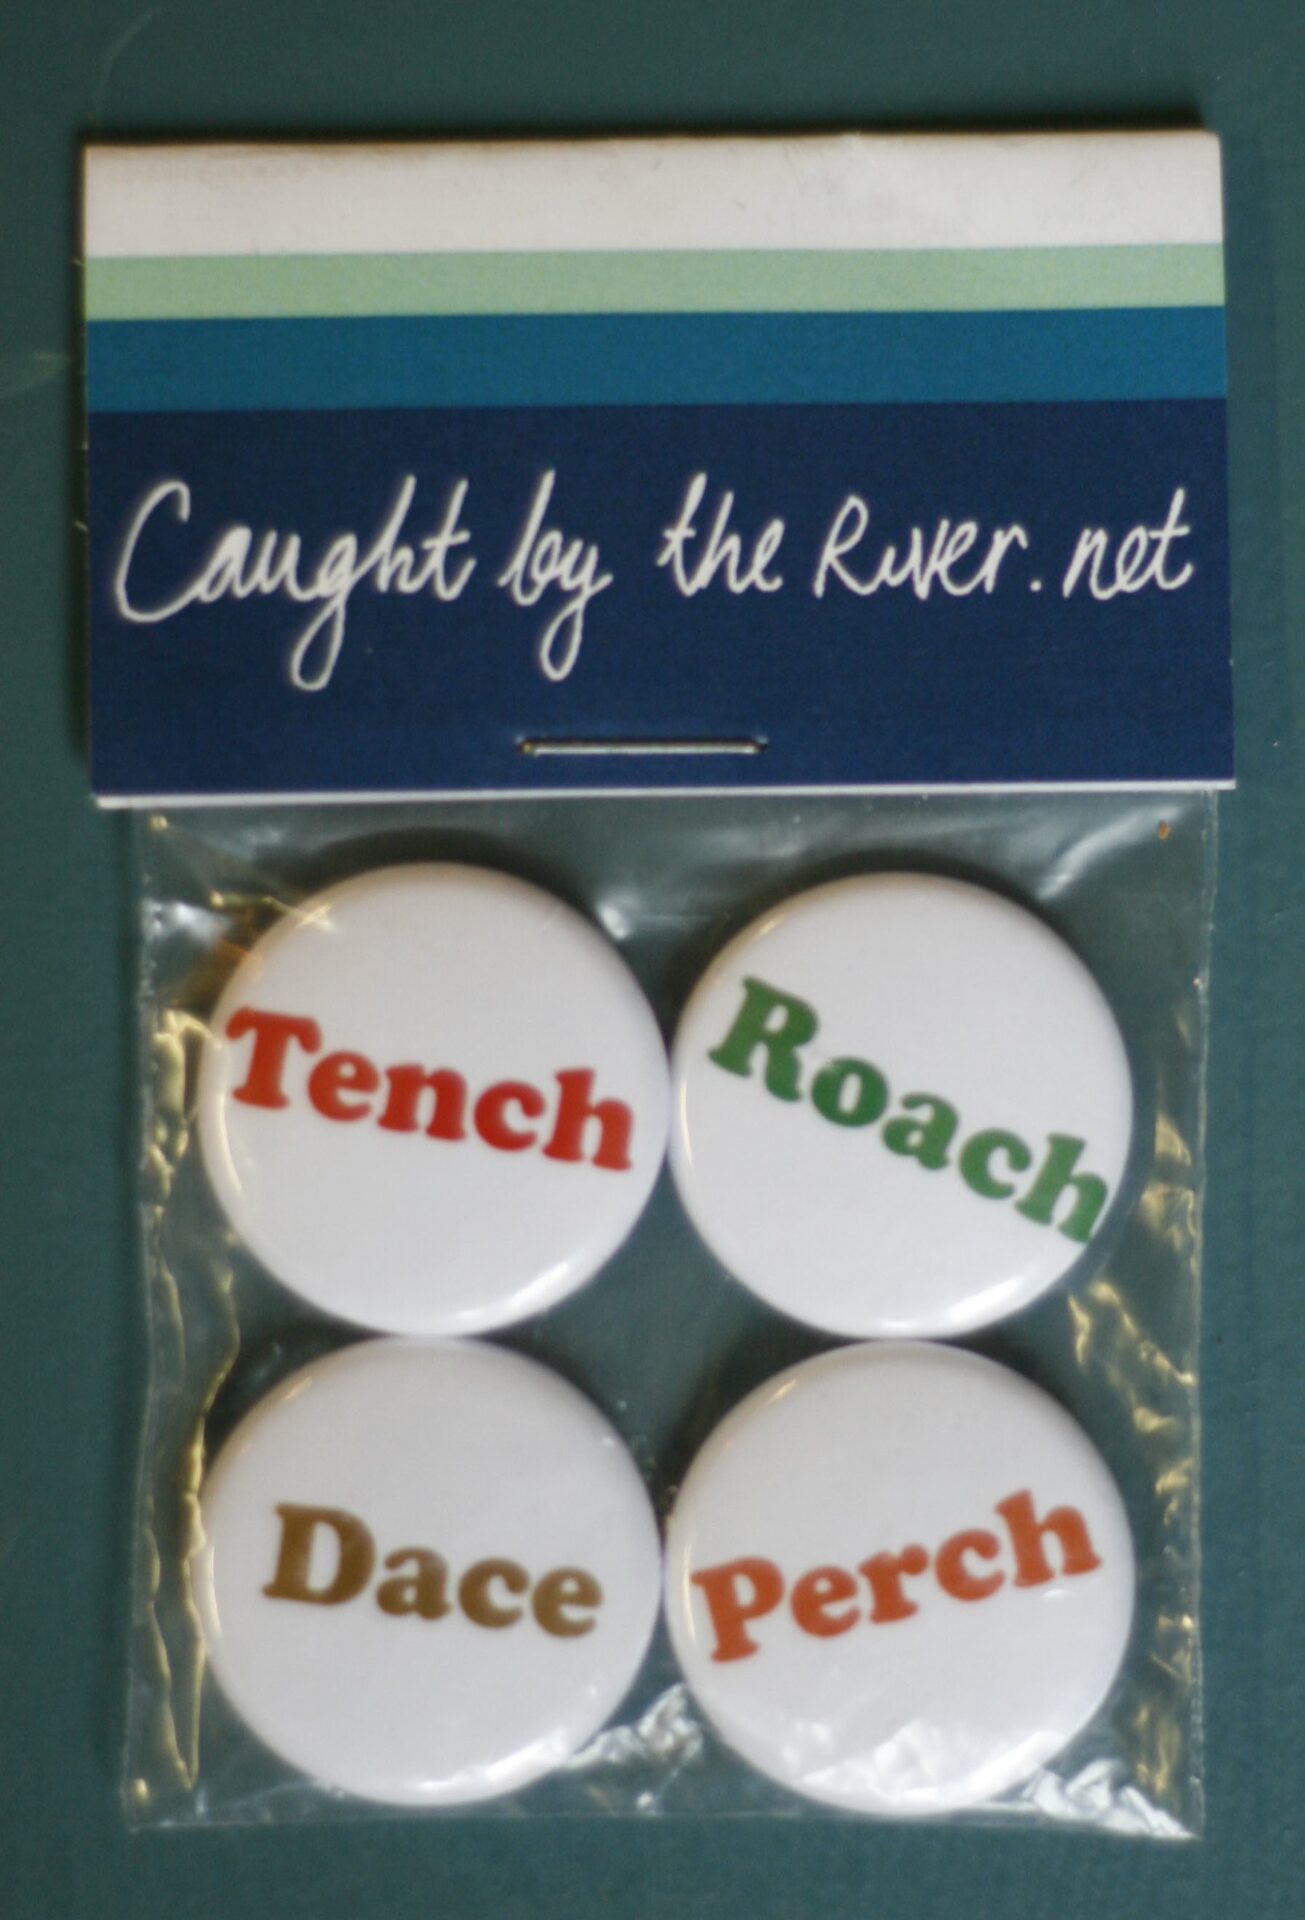 Caught by the River.net
Tench
Roach
Dace
Perch